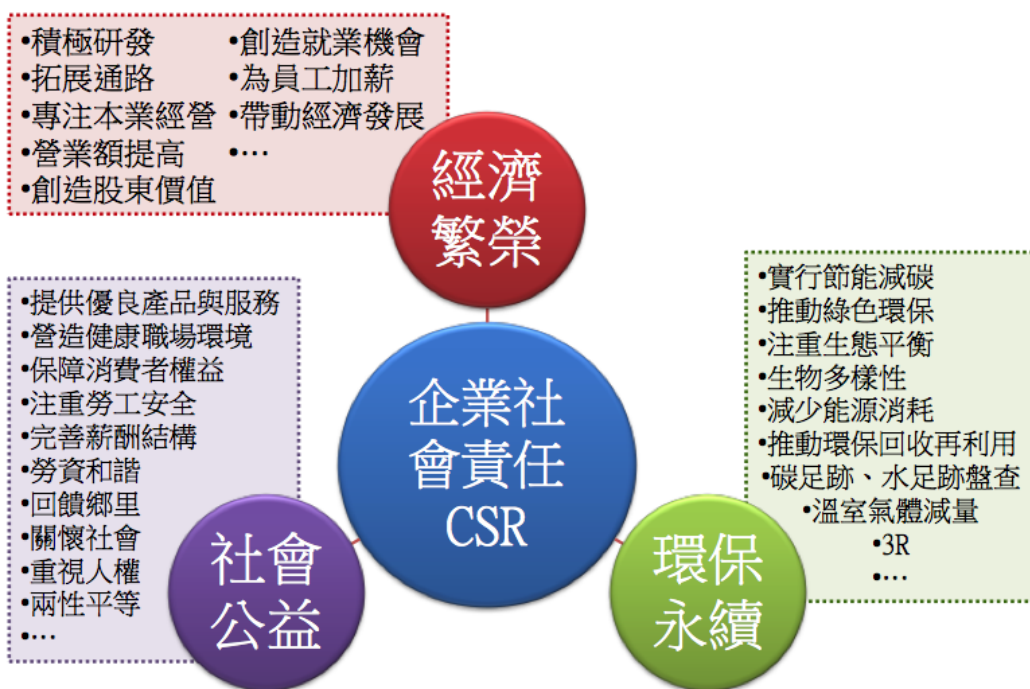 •積極研發
•拓展通路
•專注本業經營
•營業額提高
•創造股東價值
•創造就業機會
•為員工加薪
•帶動經濟發展
•…
經濟
繁榮
•提供優良產品與服務
•營造健康職場環境
•保障消費者權益
•注重勞工安全
•完善薪酬結構
•勞資和諧
•回饋鄉里
•關懷社會
•重視人權
•兩性平等
•…
社會
公益
企業社
會責任
CSR
•實行節能減碳
•推動綠色環保
•注重生態平衡
•生物多樣性
•減少能源消耗
•推動環保回收再利用
•碳足跡、水足跡盤查
•溫室氣體減量
•3R
•…
環保
永續